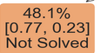 48.1%
[0.77, 0.23]
Not Solved